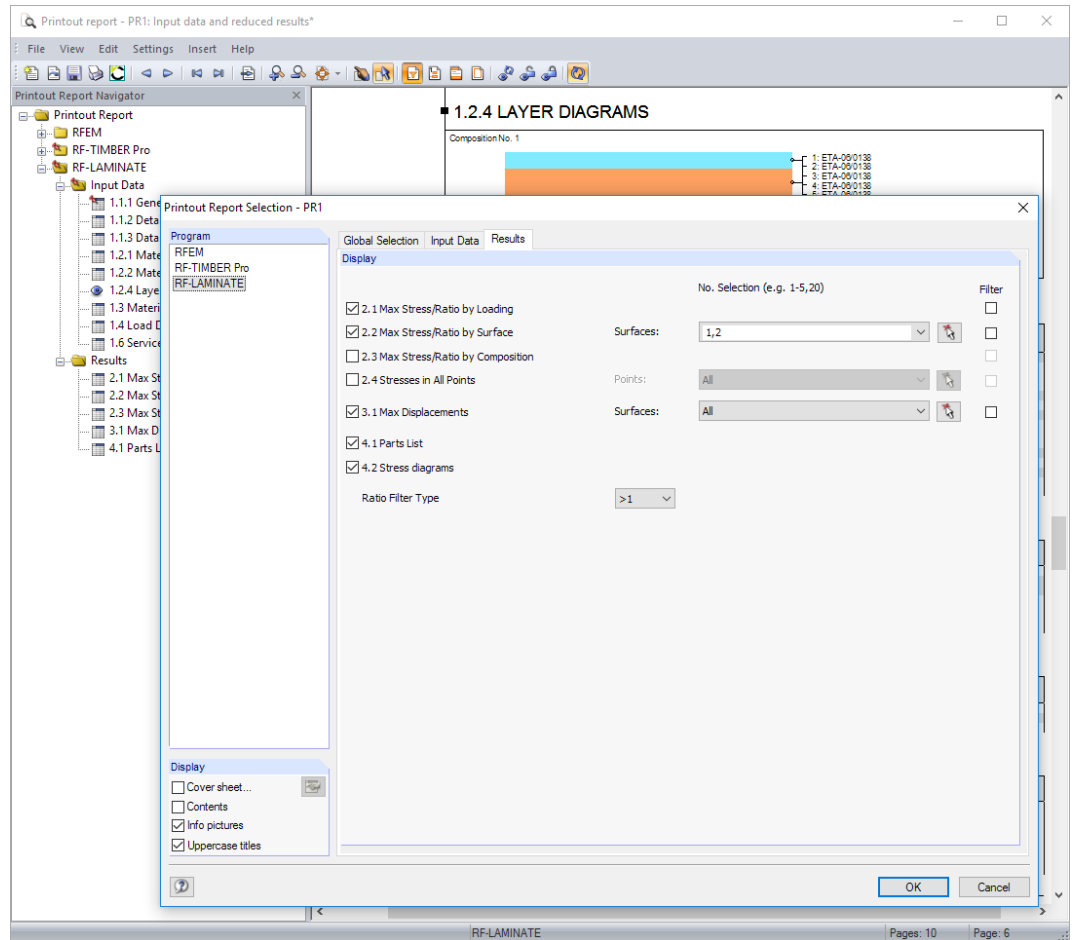 Printout report - PR1: Input data and reduced results*
File View Edit Settings Insert Help
Printout Report Navigator
Printout Report
RFEM
RF-TIMBER Pro
RF-LAMINATE
Input Data
1.1.1 Gene
1.1.2 Deta
1.1.3 Data
1.2.1 Mate
1.2.2 Mate
1.2.4 Laye
1.3 Materi
1.4 Load D
1.6 Service
Results
2.1 Max St
2.2 Max St
2.3 Max St
3.1 Max D
4.1 Parts L
1.2.4 LAYER DIAGRAMS
Composition No. 1
1: ETA-06/0138
2: ETA-06/0138
3: ETA-06/0138
4: ETA-06/0138
5: ETA-06/0138
Printout Report Selection - PR1
Program
RFEM
RF-TIMBER Pro
RF-LAMINATE
Global Selection Input Data Results
Display
No. Selection (e.g. 1-5,20) Filter
2.1 Max Stress/Ratio by Loading
2.2 Max Stress/Ratio by Surface Surfaces: 1,2
2.3 Max Stress/Ratio by Composition
2.4 Stresses in All Points Points: All
3.1 Max Displacements Surfaces: All
4.1 Parts List
4.2 Stress diagrams
Ratio Filter Type >1
Display
Cover sheet...
Contents
Info pictures
Uppercase titles
OK Cancel
RF-LAMINATE Pages: 10 Page: 6